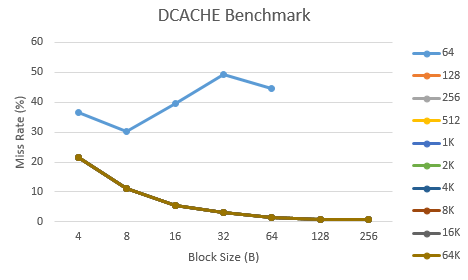 DCACHE Benchmark
60
50
40
30
20
10
0
Miss Rate (%)
4 8 16 32 64 128 256
Block Size (B)
64
128
256
512
1K
2K
4K
8K
16K
64K